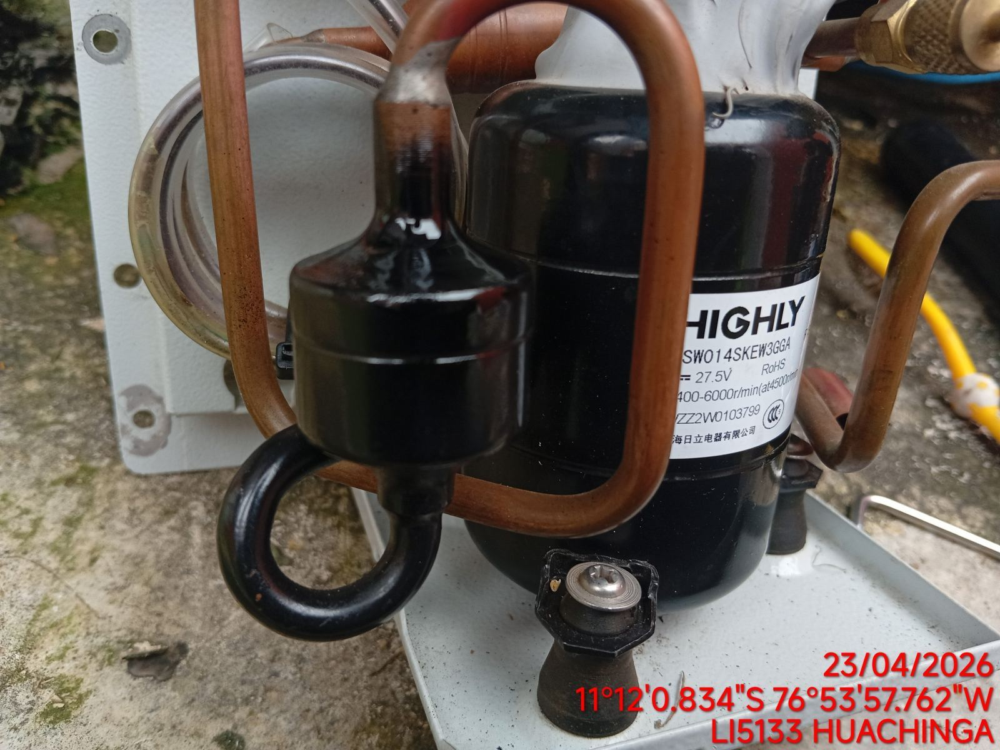 HIGHLY
SW014SKEW3GGA
27.5V RoHS
400-6000r/min(at4500r/min
ZZ2W0103799
海日立电器有限公司
23/04/2026
11°12'0.834"S 76°53'57.762"W
LI5133 HUACHINGA